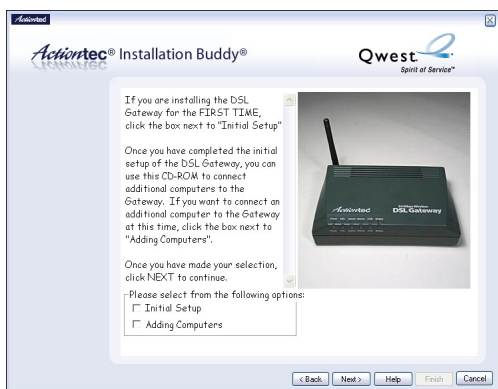 Actiontec
Actiontec® Installation Buddy®
Qwest.
Spirit of Service™
If you are installing the DSL
Gateway for the FIRST TIME,
click the box next to "Initial Setup"
Once you have completed the initial
setup of the DSL Gateway, you can
use this CD-ROM to connect
additional computers to the
Gateway. If you want to connect an
additional computer to the Gateway
at this time, click the box next to
"Adding Computers".
Once you have made your selection,
click NEXT to continue.
Actiontec
DSL Gateway
Please select from the following options:
Initial Setup
Adding Computers
< Back
Next >
Help
Finish
Cancel